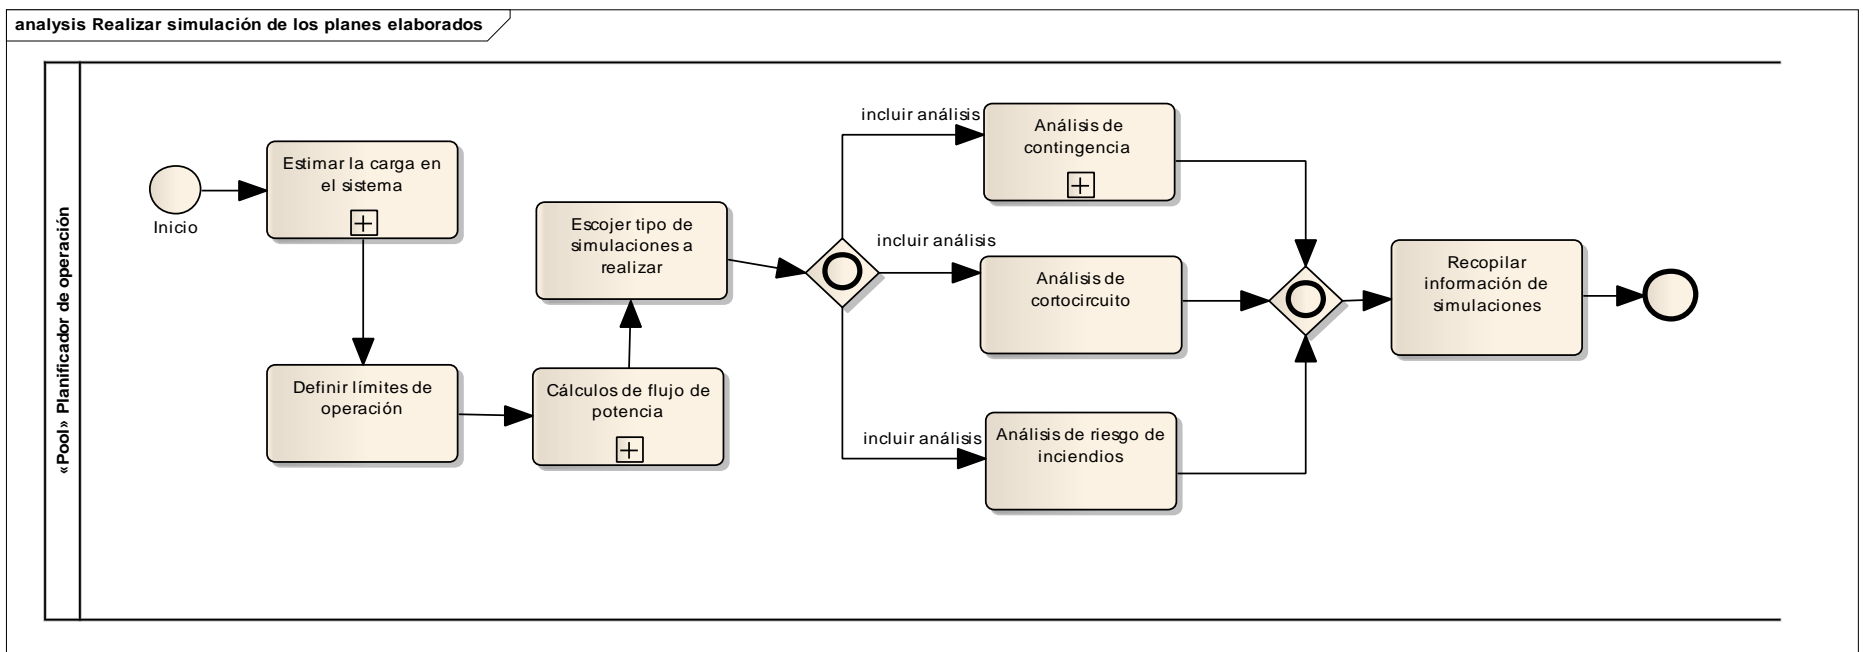 analysis Realizar simulación de los planes elaborados
«Pool» Planificador de operación
Inicio
Estimar la carga en
el sistema
Definir límites de
operación
Cálculos de flujo de
potencia
Escojer tipo de
simulaciones a
realizar
incluir análisis
Análisis de
contingencia
incluir análisis
Análisis de
cortocircuito
incluir análisis
Análisis de riesgo de
inciendios
Recopilar
información de
simulaciones